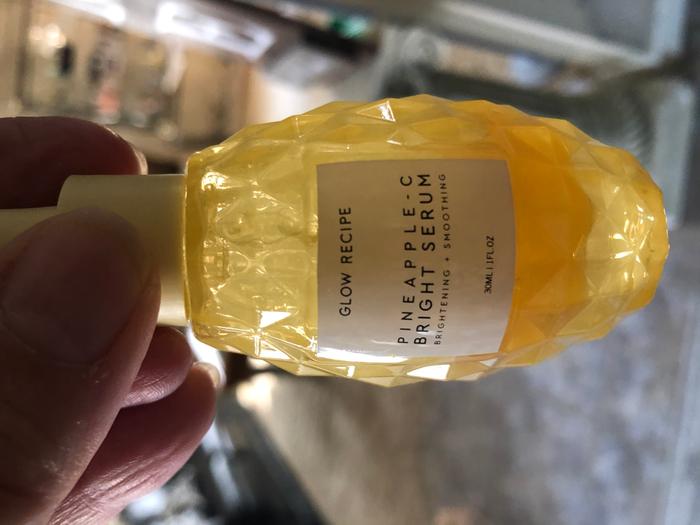 GLOW RECIPE
PINEAPPLE-C
BRIGHT SERUM
BRIGHTENING + SMOOTHING
30ML | 1FL.OZ